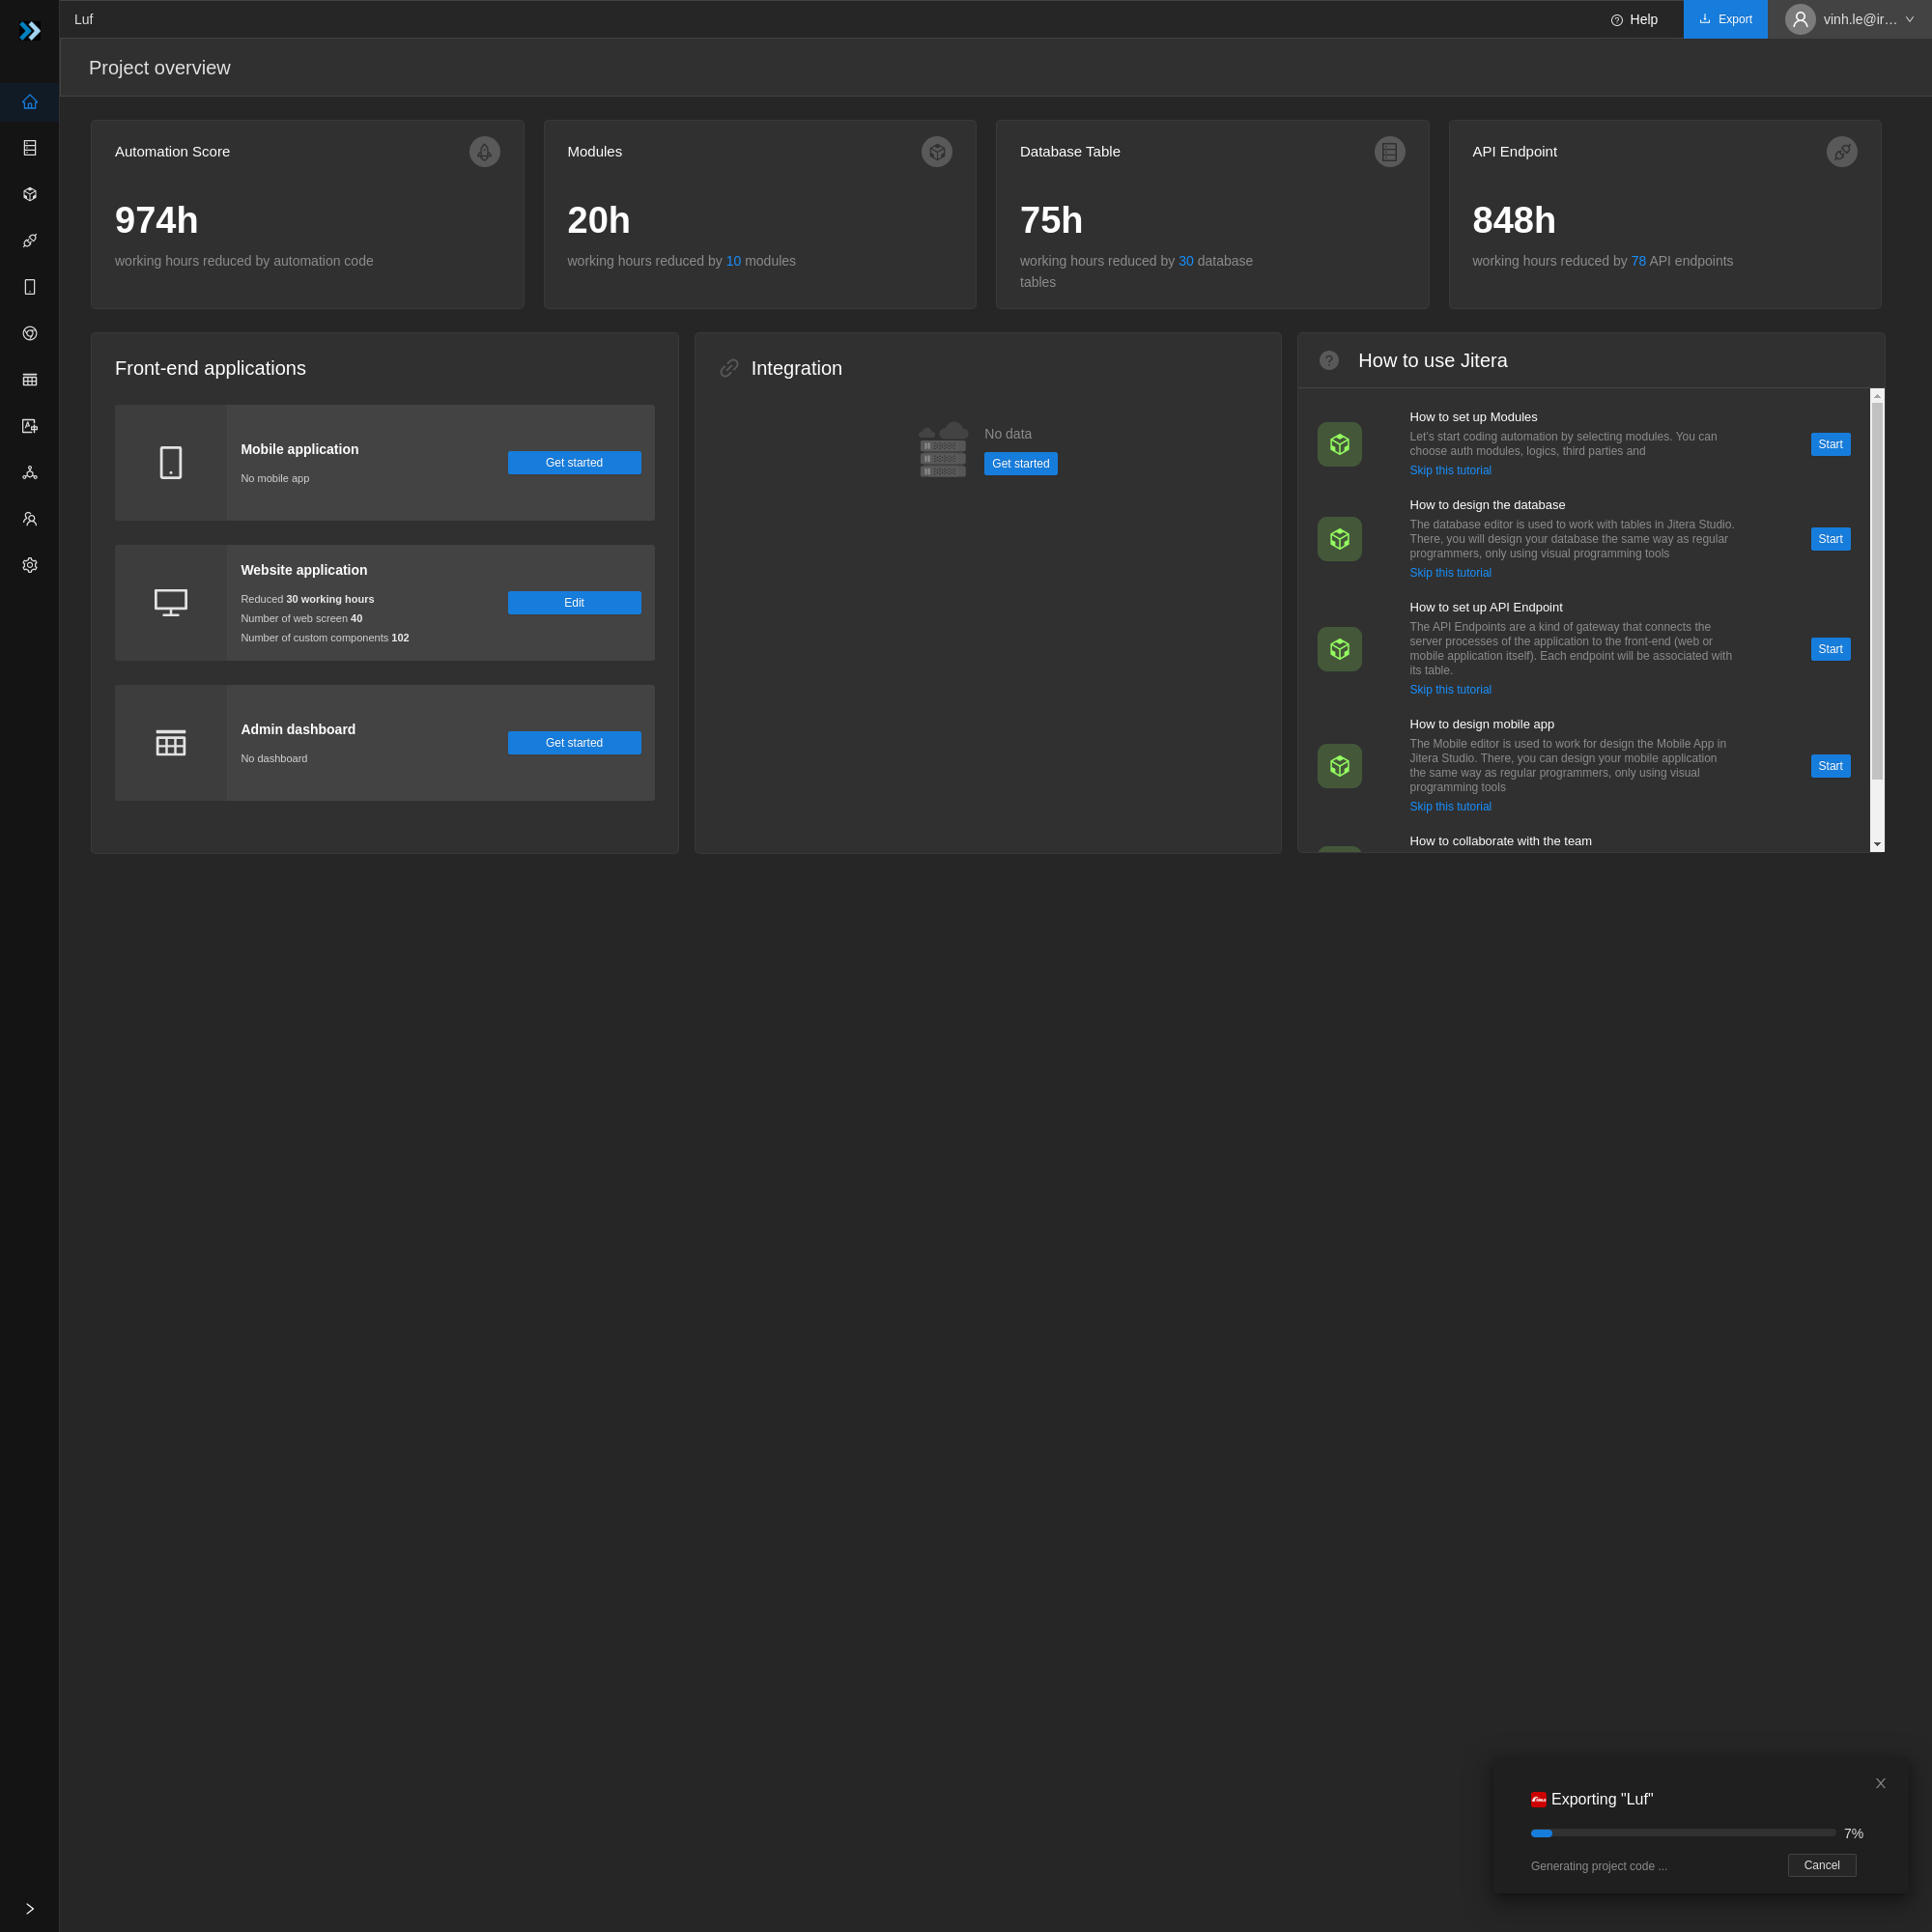 Luf
Help
Export
vinh.le@ir…
Project overview
Automation Score
974h
working hours reduced by automation code
Modules
20h
working hours reduced by 10 modules
Database Table
75h
working hours reduced by 30 database
tables
API Endpoint
848h
working hours reduced by 78 API endpoints
Front-end applications
Mobile application
No mobile app
Get started
Website application
Reduced 30 working hours
Number of web screen 40
Number of custom components 102
Edit
Admin dashboard
No dashboard
Get started
Integration
No data
Get started
How to use Jitera
How to set up Modules
Let's start coding automation by selecting modules. You can
choose auth modules, logics, third parties and
Skip this tutorial
Start
How to design the database
The database editor is used to work with tables in Jitera Studio.
There, you will design your database the same way as regular
programmers, only using visual programming tools
Skip this tutorial
Start
How to set up API Endpoint
The API Endpoints are a kind of gateway that connects the
server processes of the application to the front-end (web or
mobile application itself). Each endpoint will be associated with
its table.
Skip this tutorial
Start
How to design mobile app
The Mobile editor is used to work for design the Mobile App in
Jitera Studio. There, you can design your mobile application
the same way as regular programmers, only using visual
programming tools
Skip this tutorial
Start
How to collaborate with the team
Exporting "Luf"
7%
Generating project code ...
Cancel